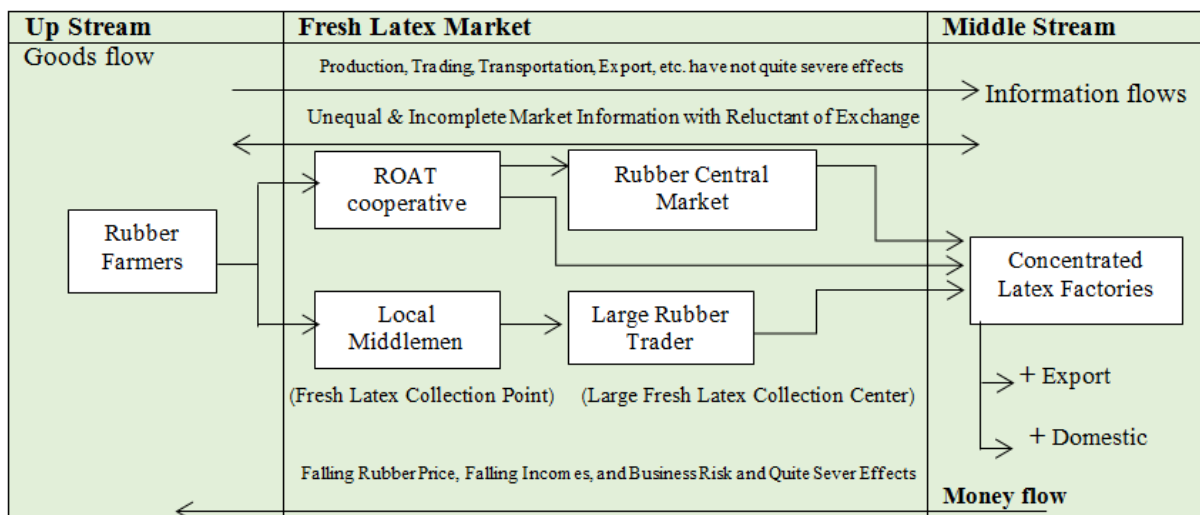 Up Stream
Fresh Latex Market
Middle Stream
Goods flow
Production, Trading, Transportation, Export, etc. have not quite severe effects
Information flows
Unequal & Incomplete Market Information with Reluctant of Exchange
ROAT
cooperative
Rubber Central
Market
Rubber
Farmers
Concentrated
Latex Factories
Local
Middlemen
Large Rubber
Trader
(Fresh Latex Collection Point)
(Large Fresh Latex Collection Center)
+ Export
+ Domestic
Falling Rubber Price, Falling Incomes, and Business Risk and Quite Sever Effects
Money flow